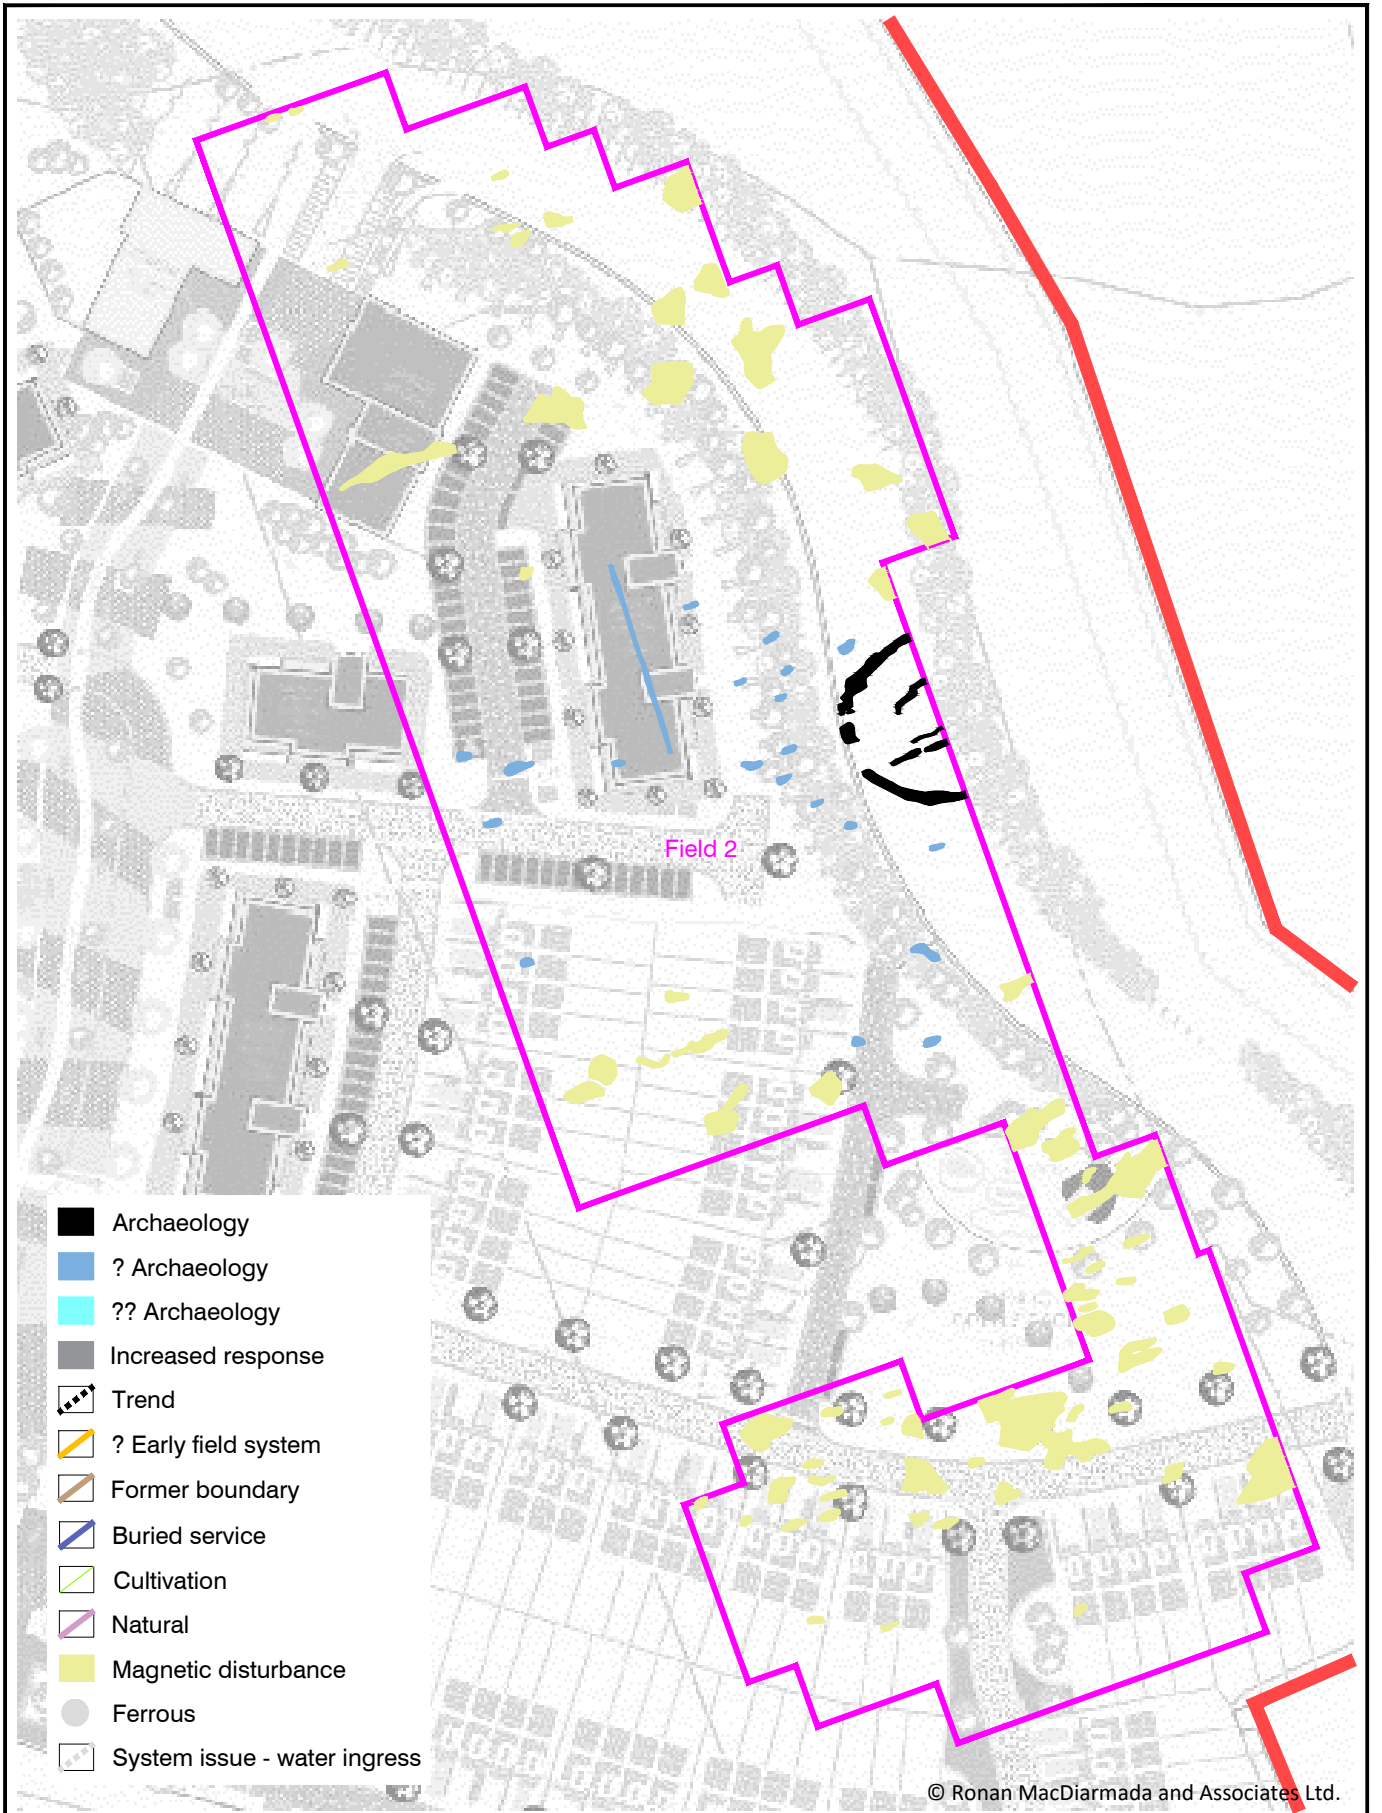 Field 2
Archaeology
? Archaeology
?? Archaeology
Increased response
Trend
? Early field system
Former boundary
Buried service
Cultivation
Natural
Magnetic disturbance
Ferrous
System issue - water ingress
© Ronan MacDiarmada and Associates Ltd.